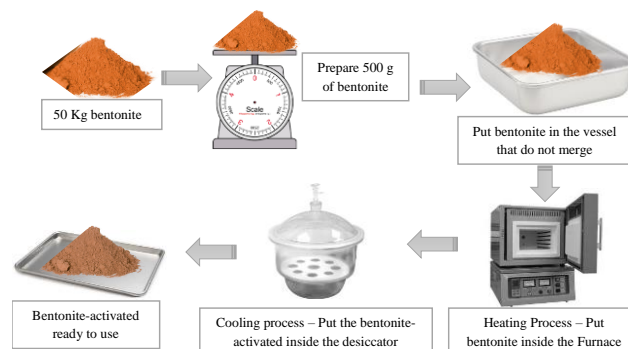 50 Kg bentonite
Scale
Prepare 500 g
of bentonite
Put bentonite in the vessel
that do not merge
Heating Process – Put
bentonite inside the Furnace
Cooling process – Put the bentonite-
activated inside the desiccator
Bentonite-activated
ready to use